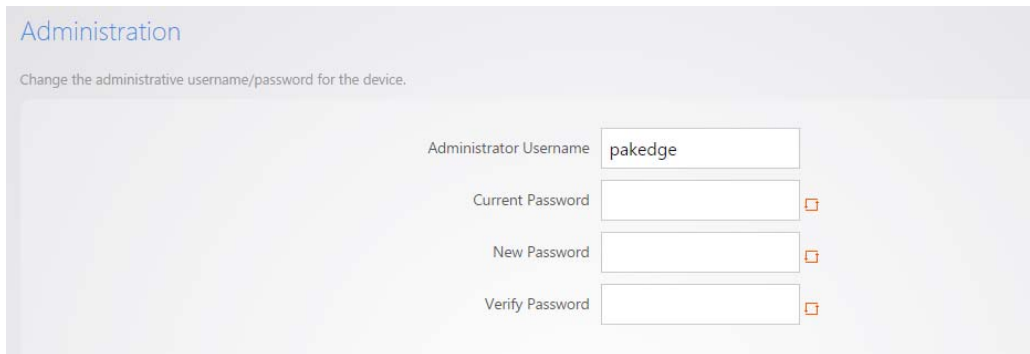 Administration
Change the administrative username/password for the device.
Administrator Username pakedge
Current Password
New Password
Verify Password